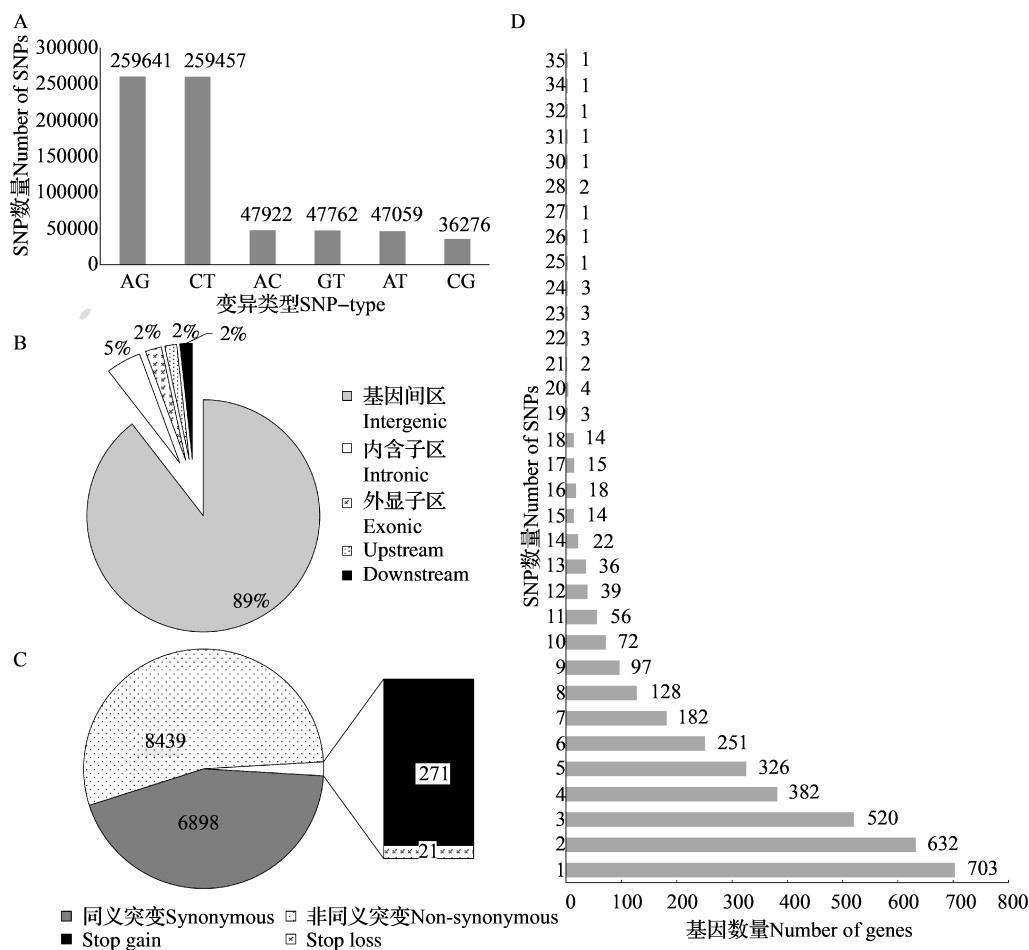 A
SNP数量Number of SNPs
300000
250000
200000
150000
100000
50000
0
259641
259457
47922
47762
47059
36276
AG
CT
AC
GT
AT
CG
变异类型SNP-type
B
5%
2%
2%
2%
89%
基因间区
Intergenic
内含子区
Intronic
外显子区
Exonic
Upstream
Downstream
C
8439
6898
271
21
同义突变Synonymous
非同义突变Non-synonymous
Stop gain
Stop loss
D
SNP数量Number of SNPs
35 1
34 1
32 1
31 1
30 1
28 2
27 1
26 1
25 1
24 3
23 3
22 3
21 2
20 4
19 3
18 14
17 15
16 18
15 14
14 22
13 36
12 39
11 56
10 72
9 97
8 128
7 182
6 251
5 326
4 382
3 520
2 632
1 703
0 100 200 300 400 500 600 700 800
基因数量Number of genes